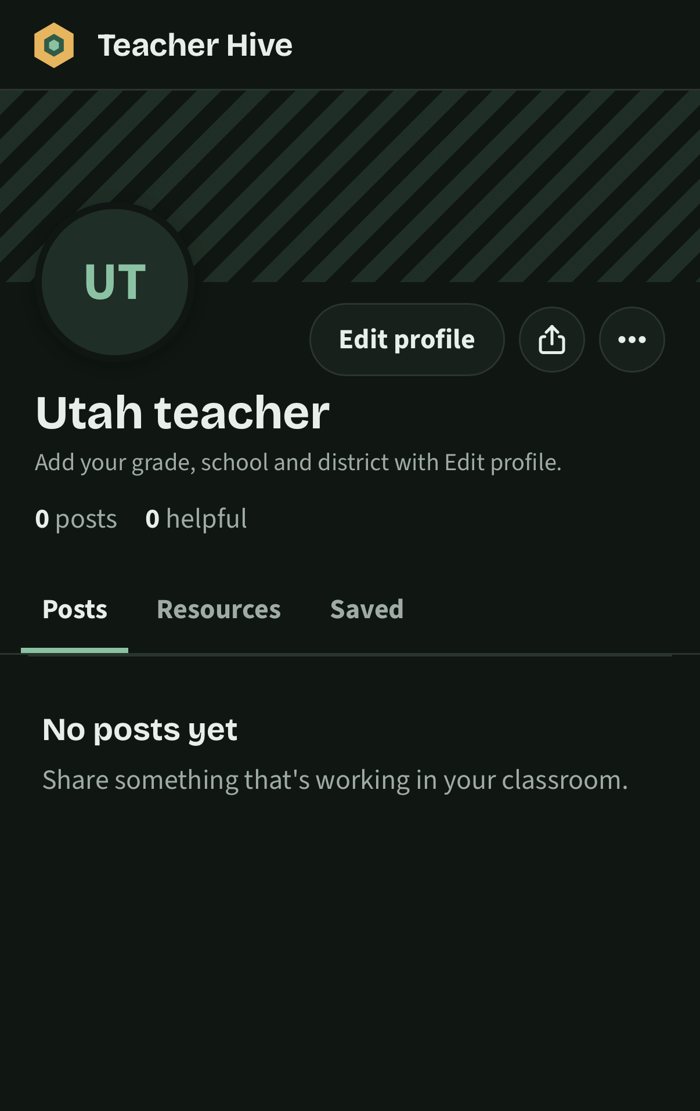 Teacher Hive
UT
Edit profile
Utah teacher
Add your grade, school and district with Edit profile.
0 posts 0 helpful
Posts Resources Saved
No posts yet
Share something that's working in your classroom.